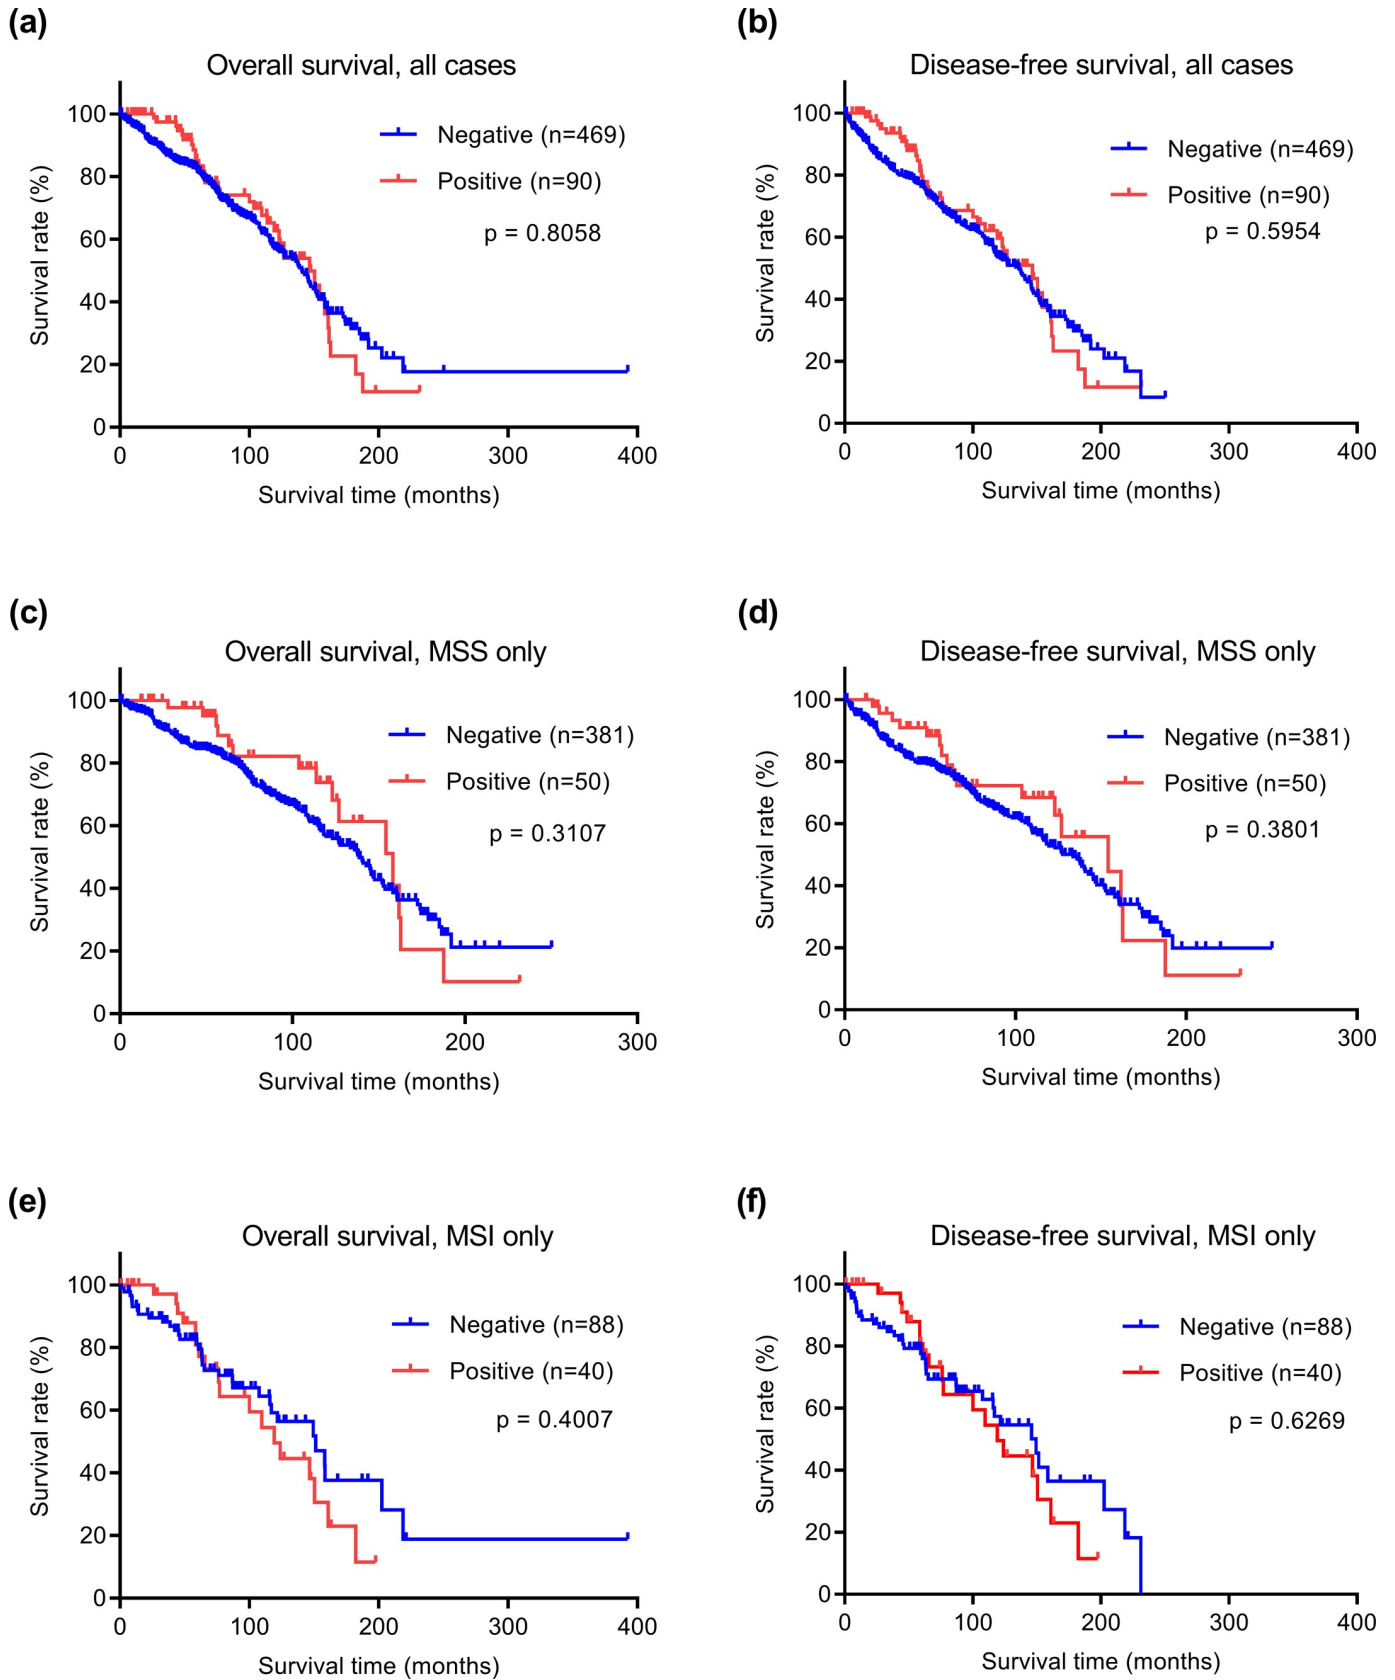 (a)
Overall survival, all cases
100
80
60
40
20
0
Survival rate (%)
Negative (n=469)
Positive (n=90)
p = 0.8058
0 100 200 300 400
Survival time (months)
(b)
Disease-free survival, all cases
100
80
60
40
20
0
Survival rate (%)
Negative (n=469)
Positive (n=90)
p = 0.5954
0 100 200 300 400
Survival time (months)
(c)
Overall survival, MSS only
100
80
60
40
20
0
Survival rate (%)
Negative (n=381)
Positive (n=50)
p = 0.3107
0 100 200 300
Survival time (months)
(d)
Disease-free survival, MSS only
100
80
60
40
20
0
Survival rate (%)
Negative (n=381)
Positive (n=50)
p = 0.3801
0 100 200 300
Survival time (months)
(e)
Overall survival, MSI only
100
80
60
40
20
0
Survival rate (%)
Negative (n=88)
Positive (n=40)
p = 0.4007
0 100 200 300 400
Survival time (months)
(f)
Disease-free survival, MSI only
100
80
60
40
20
0
Survival rate (%)
Negative (n=88)
Positive (n=40)
p = 0.6269
0 100 200 300 400
Survival time (months)